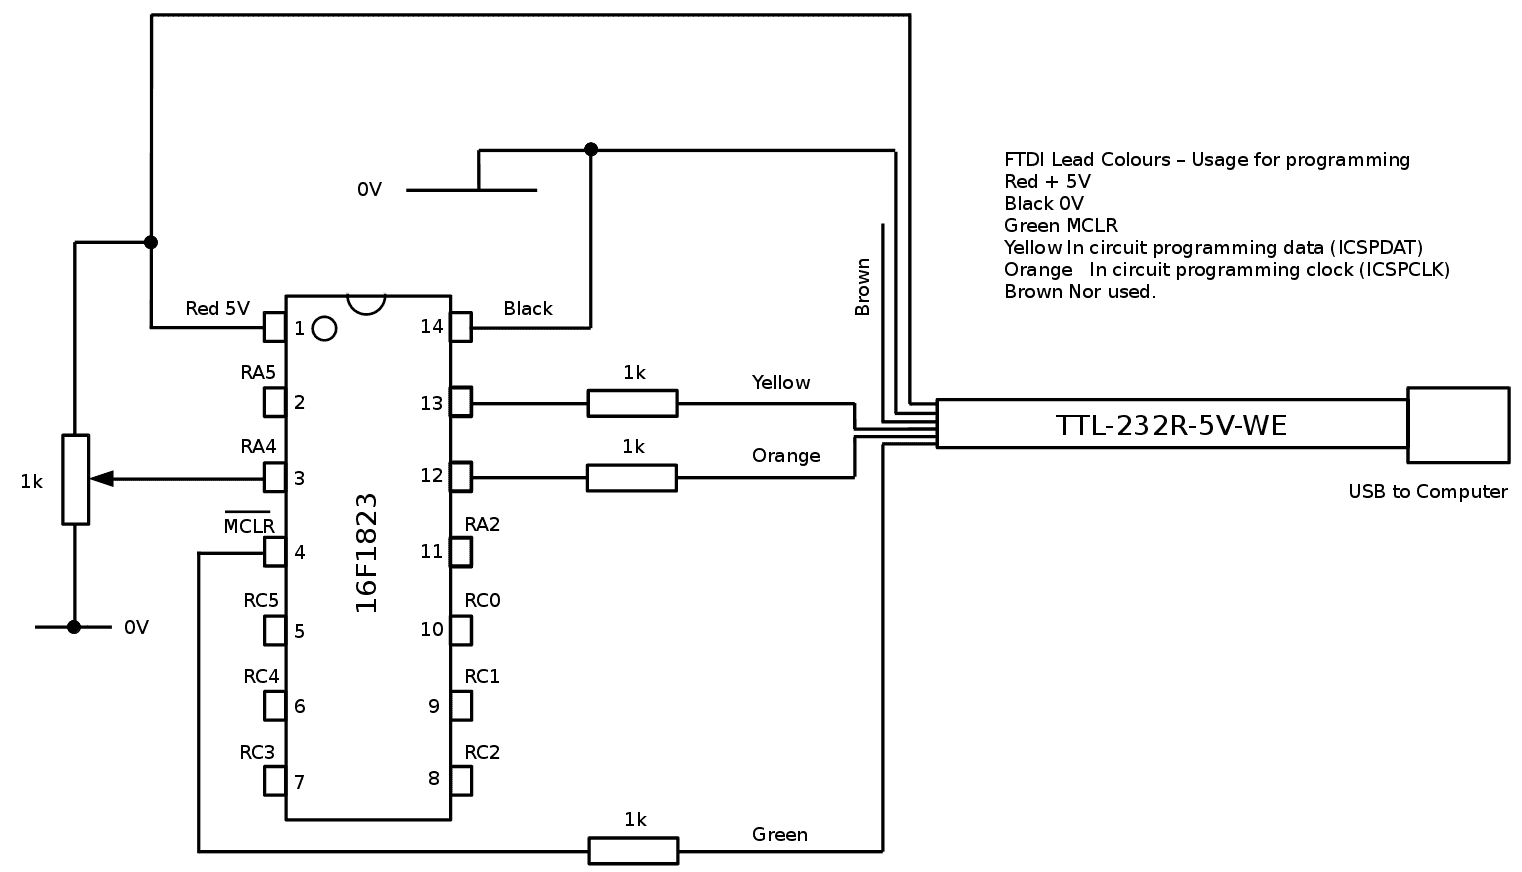 0V
FTDI Lead Colours – Usage for programming
Red + 5V
Black 0V
Green MCLR
Yellow In circuit programming data (ICSPDAT)
Orange In circuit programming clock (ICSPCLK)
Brown Nor used.
Brown
Red 5V
1
14
Black
RA5
2
13
1k
Yellow
TTL-232R-5V-WE
RA4
3
12
1k
Orange
1k
USB to Computer
16F1823
MCLR
4
11
RA2
RC5
5
10
RC0
0V
RC4
6
9
RC1
RC3
7
8
RC2
1k
Green